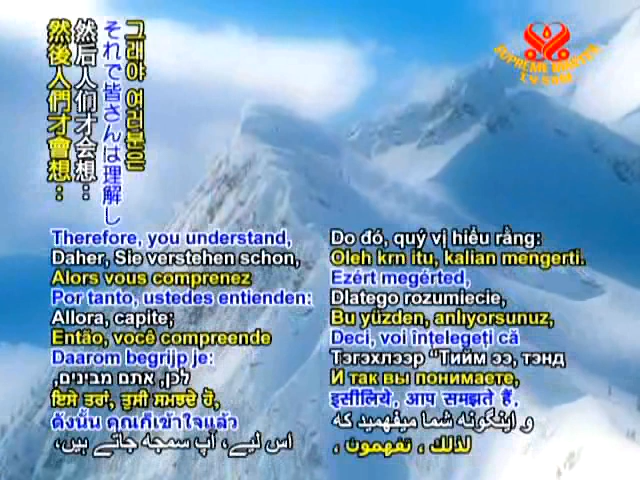 然後人們才會想：
然后人们才会想：
それで皆さんは理解し
그래야 여러분은
SUPREME MASTER
TV.COM
Therefore, you understand,
Daher, Sie verstehen schon,
Alors vous comprenez
Por tanto, ustedes entienden:
Allora, capite;
Então, você compreende
Daarom begrijp je:
לכן, אתם מבינים,
ਇਸੇ ਤਰਾਂ, ਤੁਸੀ ਸਮਝਦੇ ਹੋ,
ดังนั้น คุณก็เข้าใจแล้ว
اس لیے، آپ سمجھ جاتے ہیں،
Do đó, quý vị hiểu rằng:
Oleh krn itu, kalian mengerti.
Ezért megérted,
Dlatego rozumiecie,
Bu yüzden, anlıyorsunuz,
Deci, voi înţelegeţi că
Тэгэхлээр "Тийм ээ, тэнд
И так вы понимаете,
इसीलिये, आप समझते हैं,
و اینگونه شما میفهمید که
لذلك ، تفهمون ،